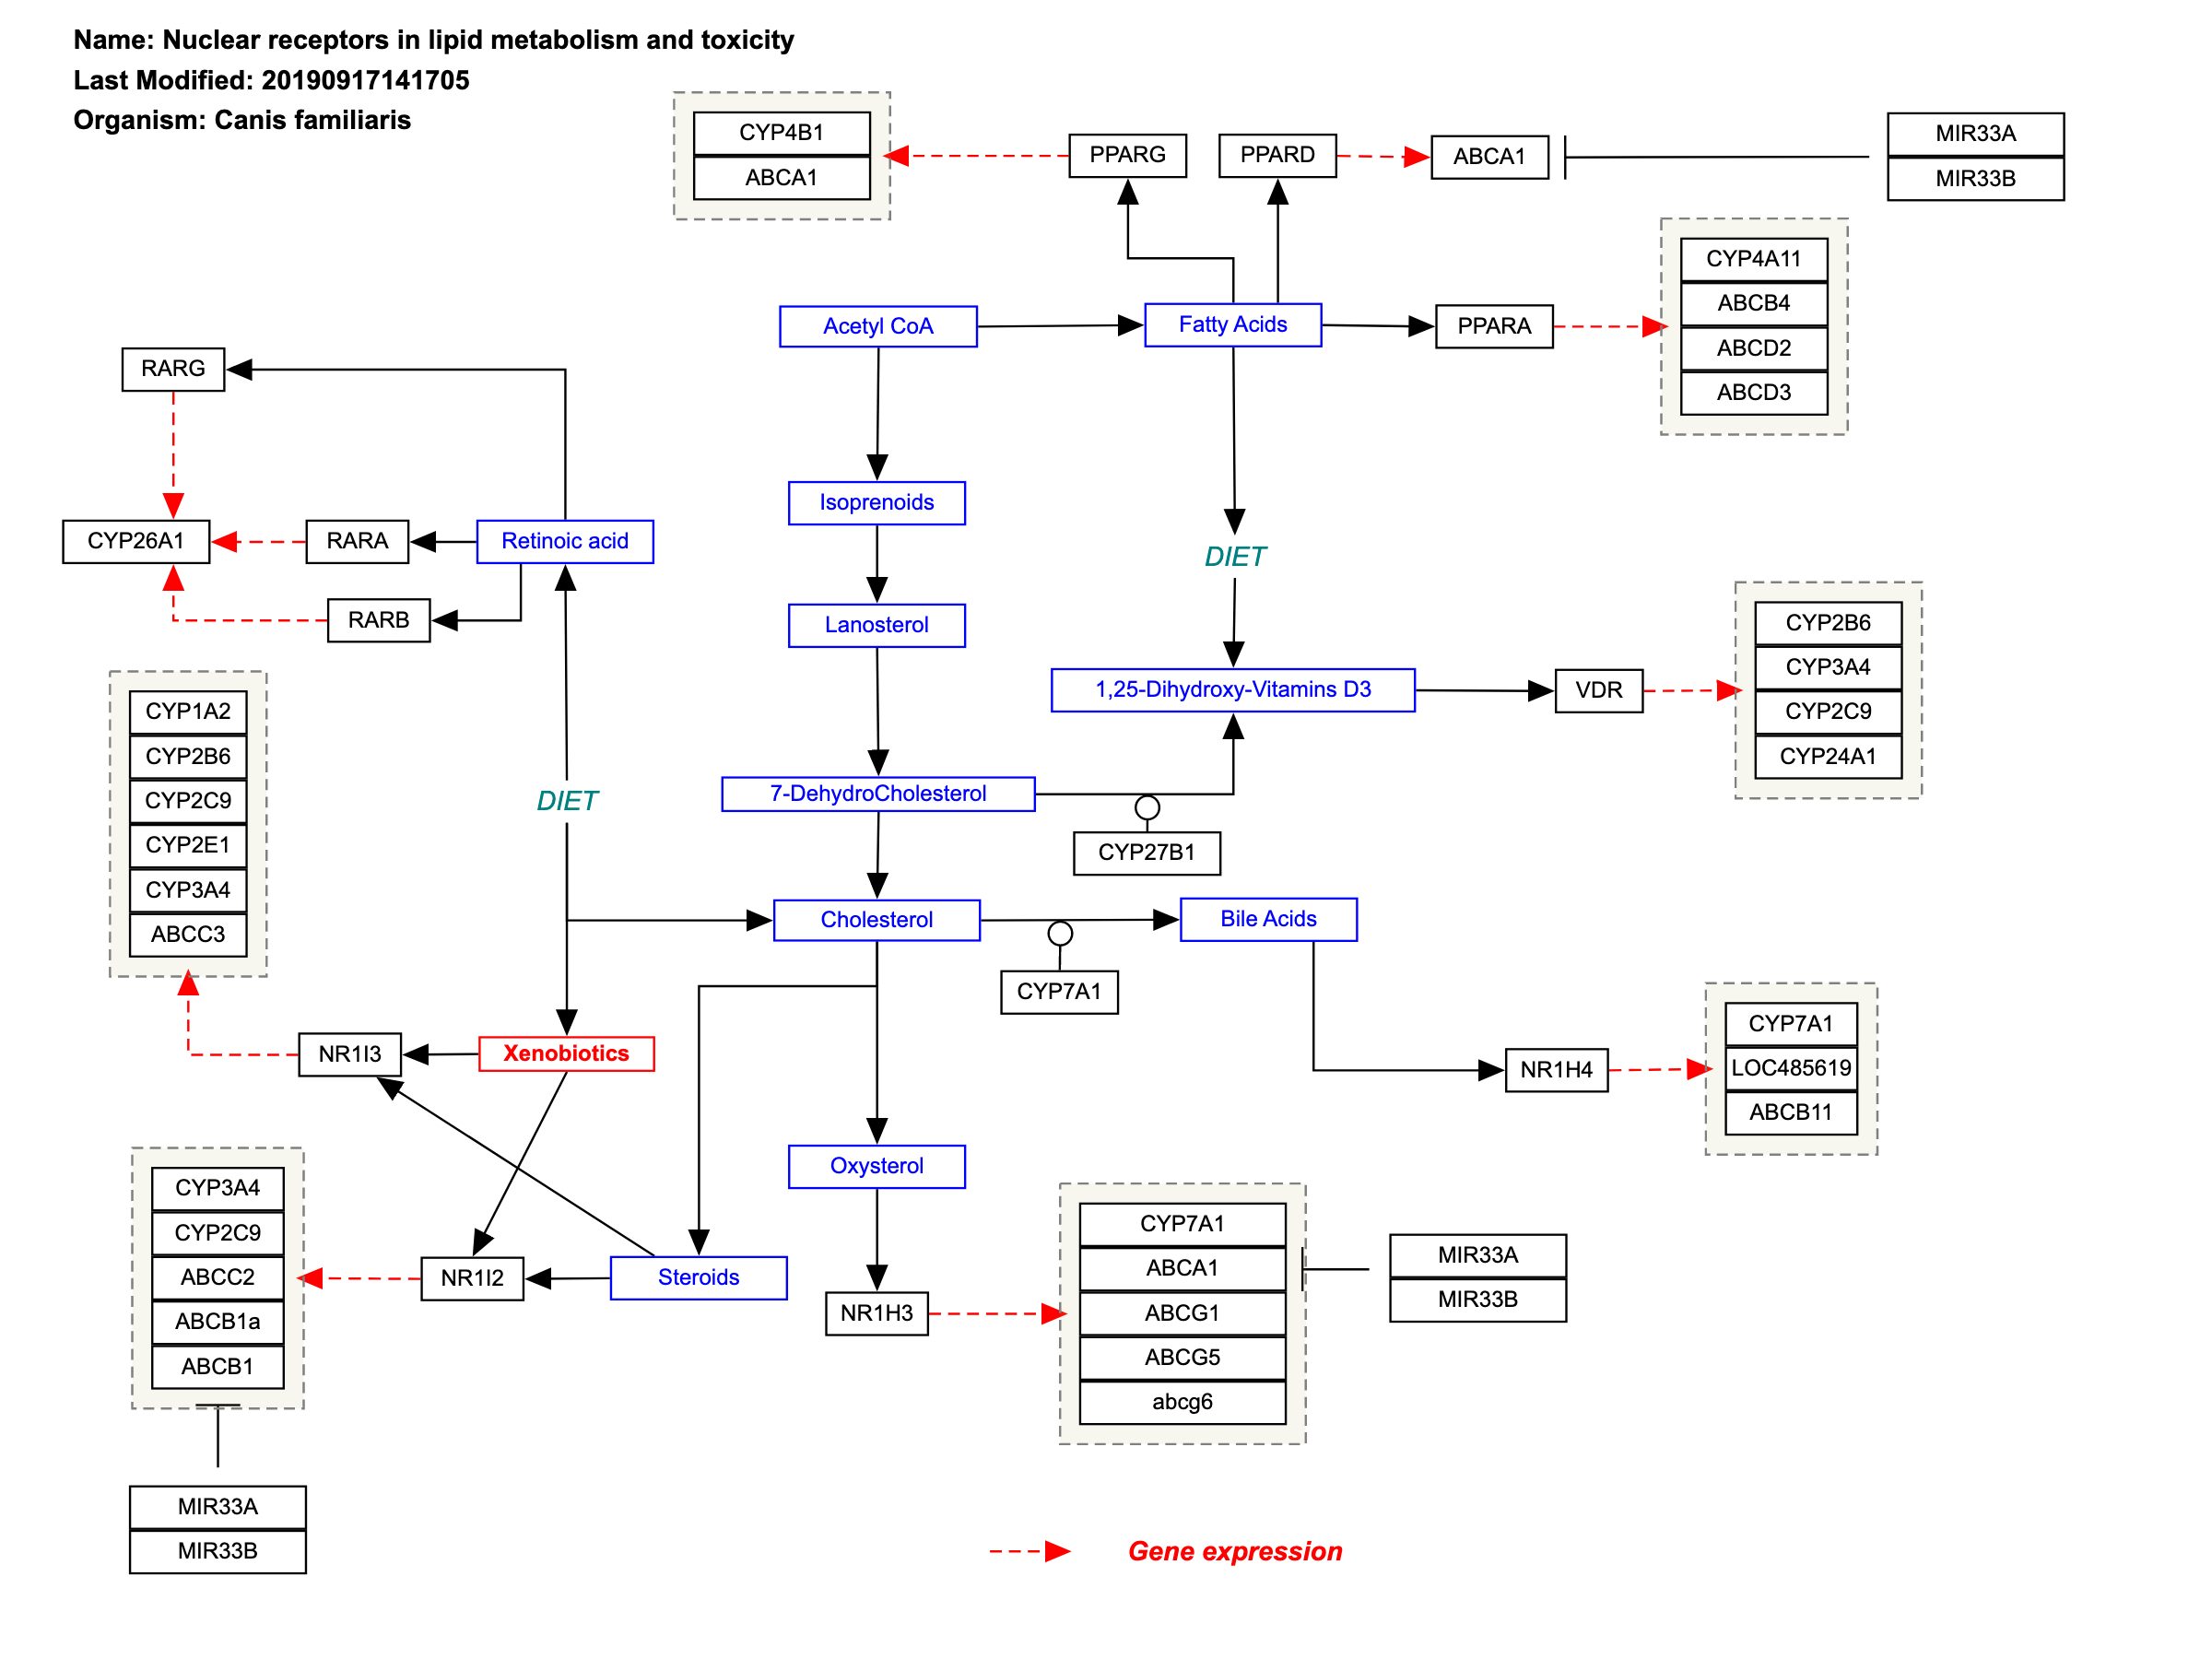 Name: Nuclear receptors in lipid metabolism and toxicity
Last Modified: 20190917141705
Organism: Canis familiaris
CYP4B1
ABCA1
PPARG
PPARD
ABCA1
MIR33A
MIR33B
CYP4A11
ABCB4
ABCD2
ABCD3
Acetyl CoA
Fatty Acids
PPARA
RARG
Isoprenoids
CYP26A1
RARA
Retinoic acid
DIET
RARB
Lanosterol
CYP2B6
CYP3A4
CYP2C9
CYP24A1
1,25-Dihydroxy-Vitamins D3
VDR
CYP1A2
CYP2B6
CYP2C9
CYP2E1
CYP3A4
ABCC3
DIET
7-DehydroCholesterol
CYP27B1
Cholesterol
Bile Acids
CYP7A1
NR1I3
Xenobiotics
NR1H4
CYP7A1
LOC485619
ABCB11
Oxysterol
CYP3A4
CYP2C9
ABCC2
ABCB1a
ABCB1
NR1I2
Steroids
NR1H3
CYP7A1
ABCA1
ABCG1
ABCG5
abcg6
MIR33A
MIR33B
MIR33A
MIR33B
Gene expression